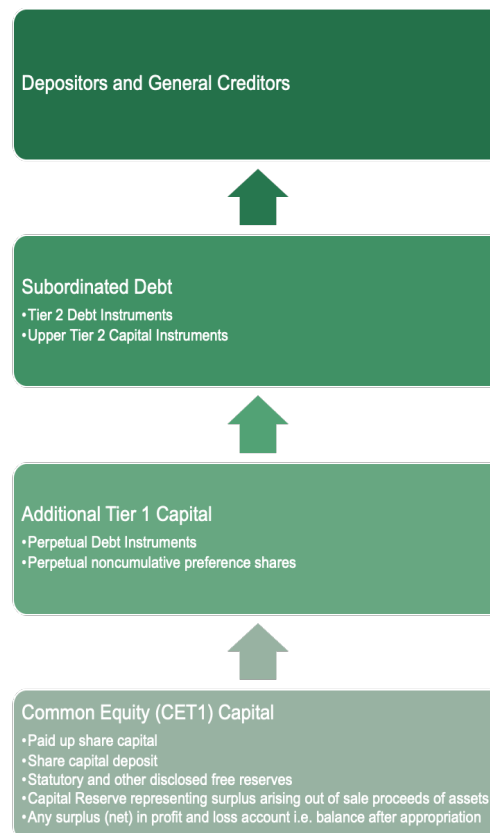 Depositors and General Creditors
Subordinated Debt
•Tier 2 Debt Instruments
•Upper Tier 2 Capital Instruments
Additional Tier 1 Capital
•Perpetual Debt Instruments
•Perpetual noncumulative preference shares
Common Equity (CET1) Capital
•Paid up share capital
•Share capital deposit
•Statutory and other disclosed free reserves
•Capital Reserve representing surplus arising out of sale proceeds of assets
•Any surplus (net) in profit and loss account i.e. balance after appropriation